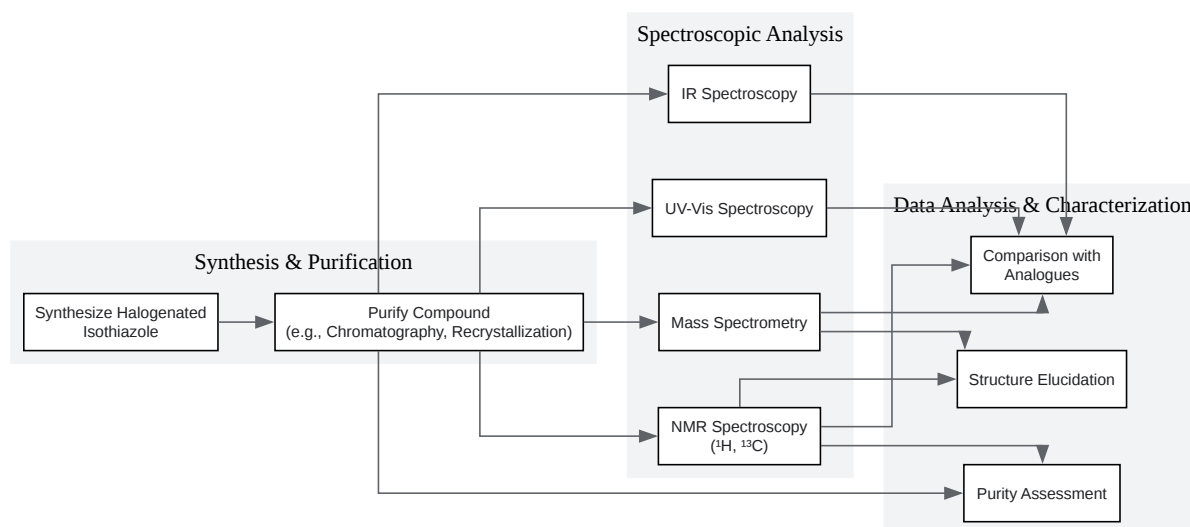 Spectroscopic Analysis
IR Spectroscopy
UV-Vis Spectroscopy
Data Analysis & Characterization
Comparison with
Analogues
Synthesis & Purification
Synthesize Halogenated
Isothiazole
Purify Compound
(e.g., Chromatography, Recrystallization)
Mass Spectrometry
Structure Elucidation
NMR Spectroscopy
(¹H, ¹³C)
Purity Assessment